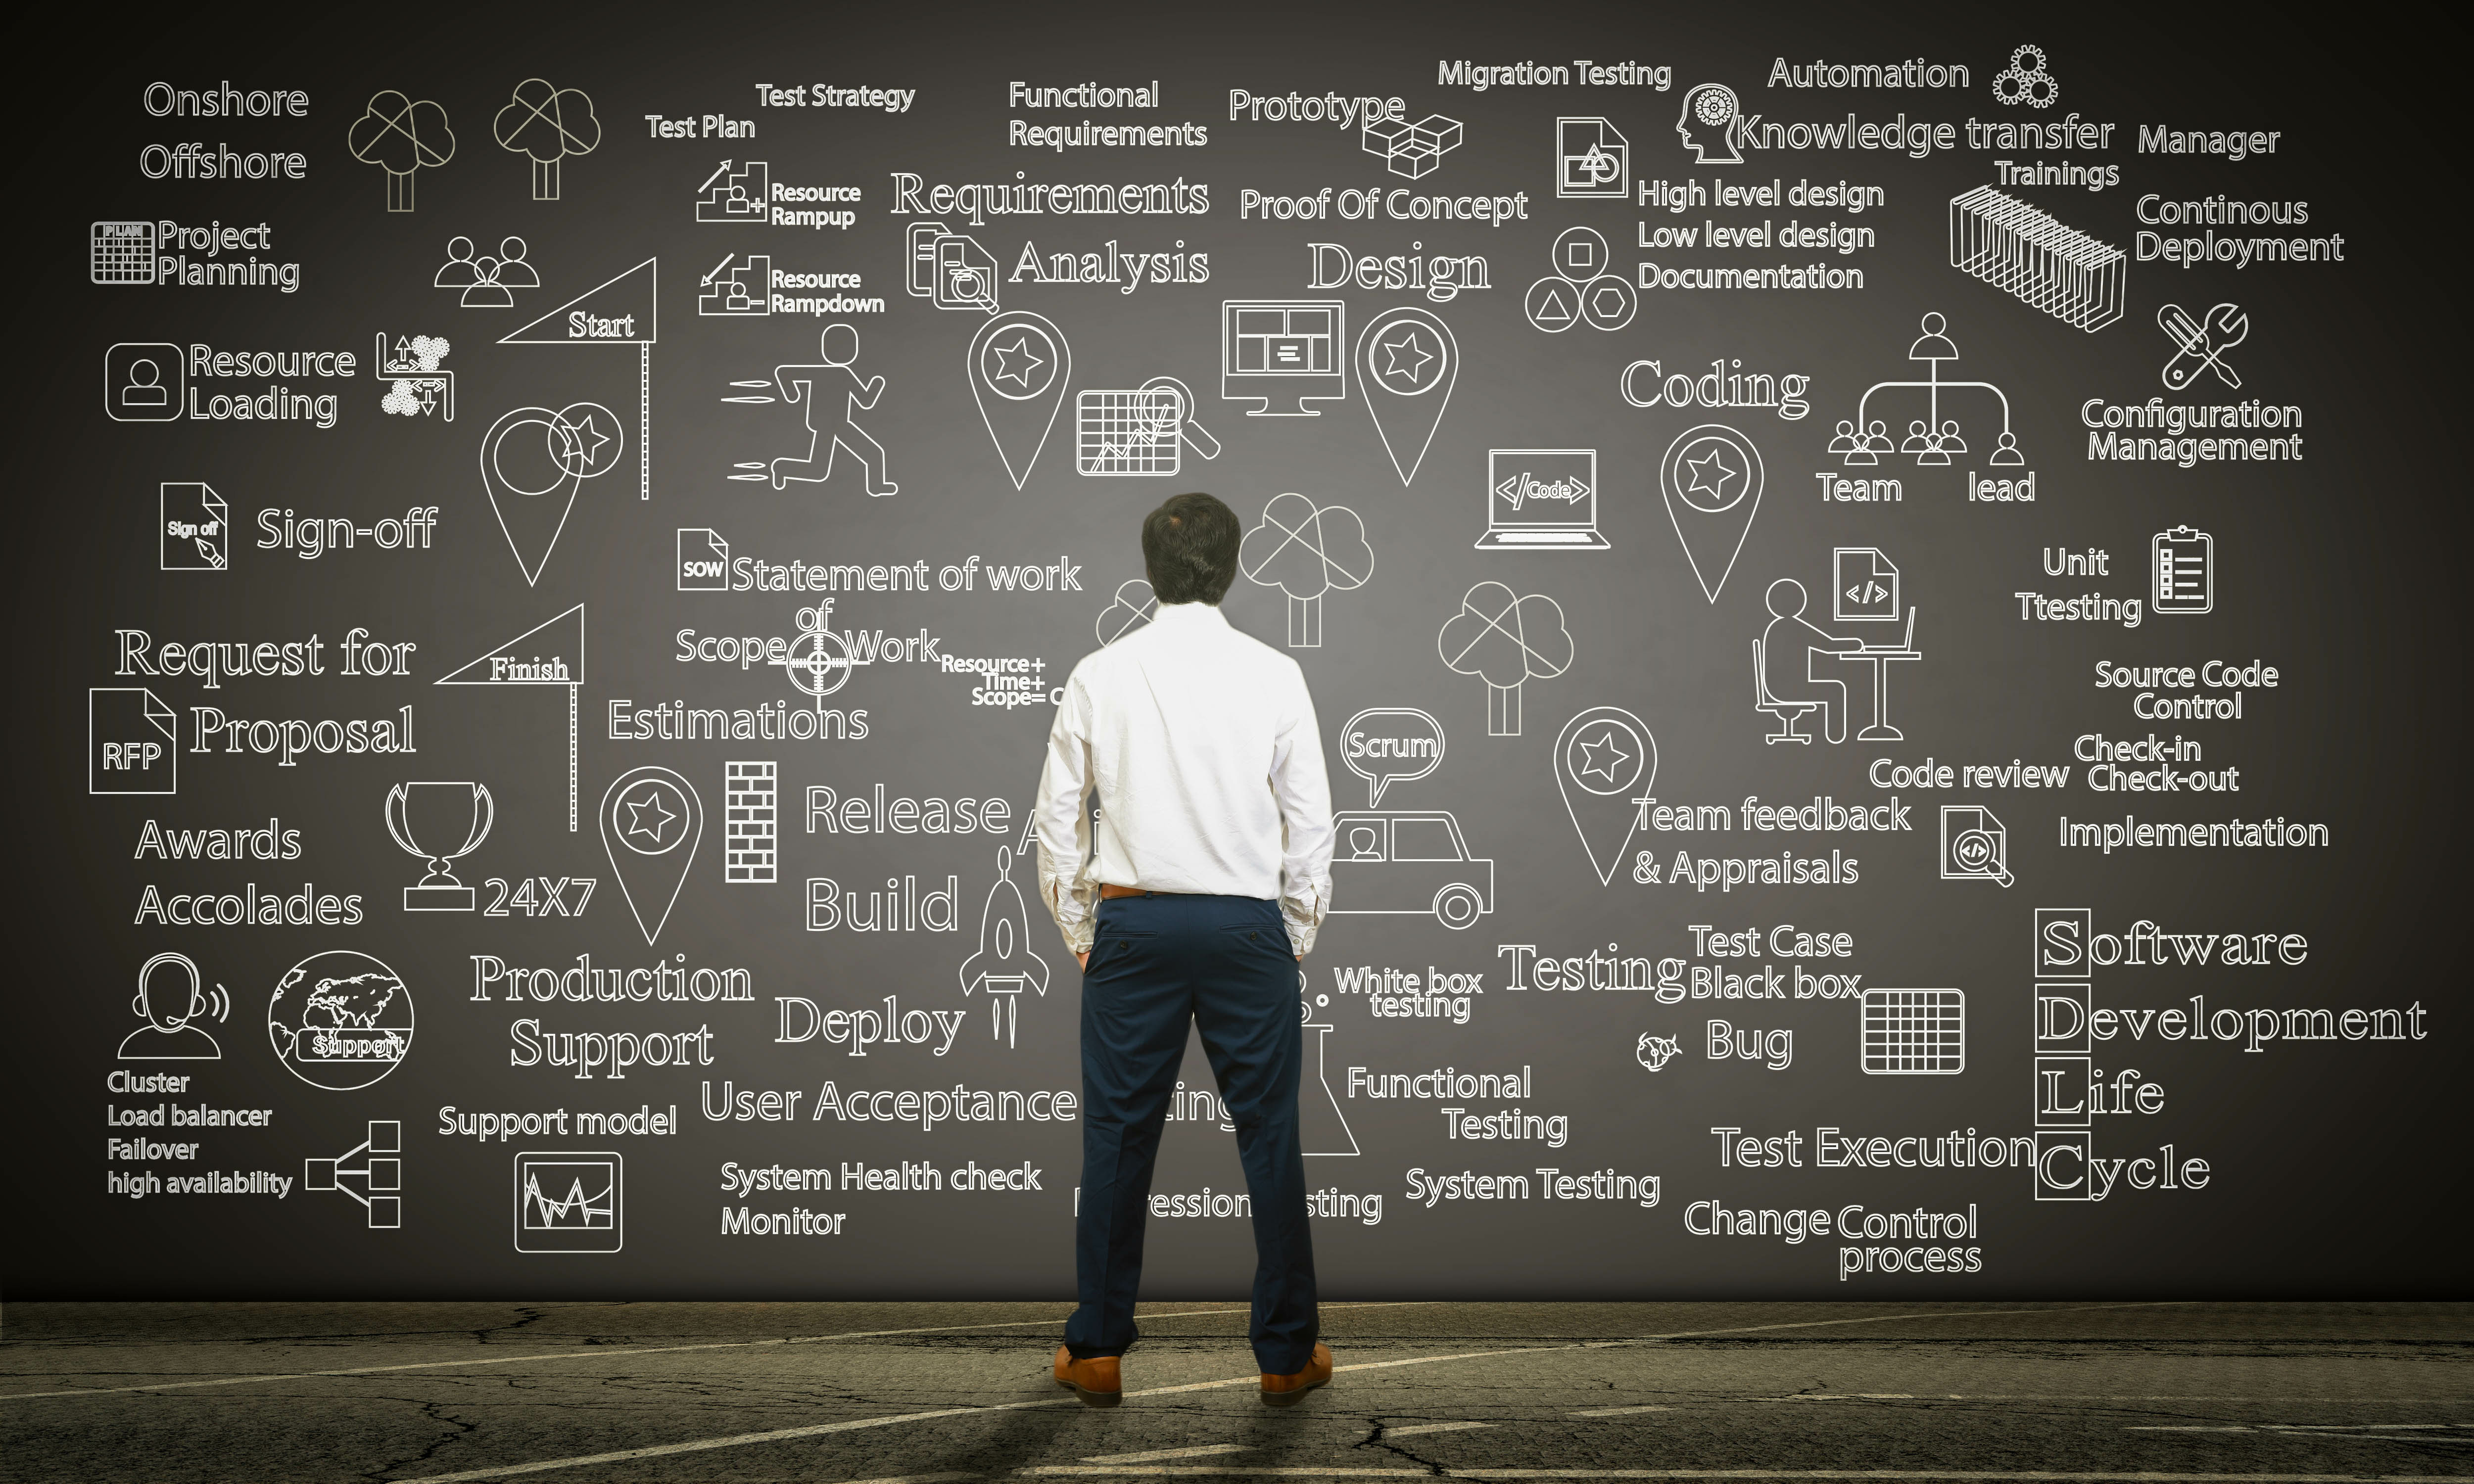 Onshore
Offshore
PLAN
Project
Planning
Resource
Loading
Sign off
Sign-off
Request for
RFP
Proposal
Awards
Accolades
24X7
Support
Cluster
Load balancer
Failover
high availability
Start
Finish
Test Strategy
Test Plan
Resource
Rampup
Resource
Rampdown
Functional
Requirements
Requirements
Analysis
Prototype
Proof Of Concept
Design
Migration Testing
Automation
Knowledge transfer
Trainings
Manager
High level design
Low level design
Documentation
Continous
Deployment
Configuration
Management
Coding
</Code>
Team
lead
SOW
Statement of work
Scope of Work
Resource+
Time+
Scope=
Estimations
Release
Build
Deploy
Production
Support
Support model
User Acceptance
System Health check
Monitor
Scrum
Unit
Ttesting
</>
Source Code
Control
Check-in
Check-out
Code review
</>
Implementation
Team feedback
& Appraisals
White box
testing
Testing
Test Case
Black box
Bug
Functional
Testing
System Testing
Test Execution
Change Control
process
Software
Development
Life
Cycle